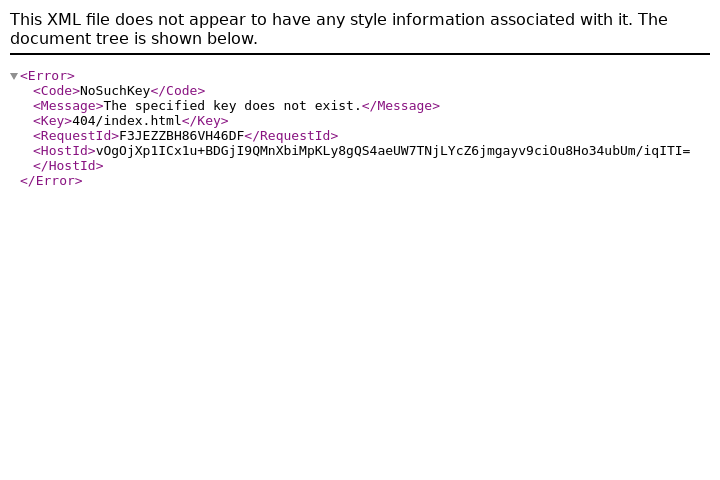 This XML file does not appear to have any style information associated with it. The
document tree is shown below.
<Error>
<Code>NoSuchKey</Code>
<Message>The specified key does not exist.</Message>
<Key>404/index.html</Key>
<RequestId>F3JEZZBH86VH46DF</RequestId>
<HostId>vOgOjXp1ICx1u+BDGjI9QMnXbiMpKLy8gQS4aeUW7TNjLYcZ6jmgayv9ciOu8Ho34ubUm/iqITI=
</HostId>
</Error>